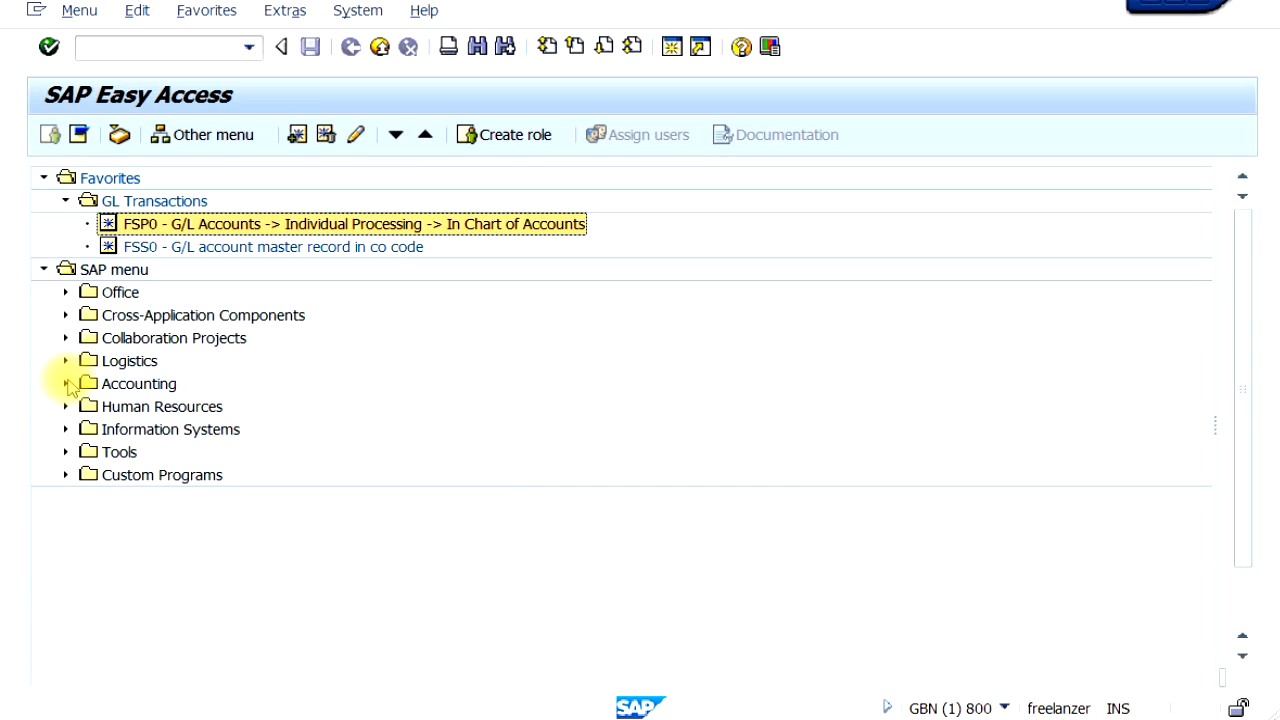 Menu Edit Favorites Extras System Help
SAP Easy Access
Other menu Create role Assign users Documentation
Favorites
GL Transactions
FSP0 - G/L Accounts -> Individual Processing -> In Chart of Accounts
FSS0 - G/L account master record in co code
SAP menu
Office
Cross-Application Components
Collaboration Projects
Logistics
Accounting
Human Resources
Information Systems
Tools
Custom Programs
SAP GBN (1) 800 freelanzer INS